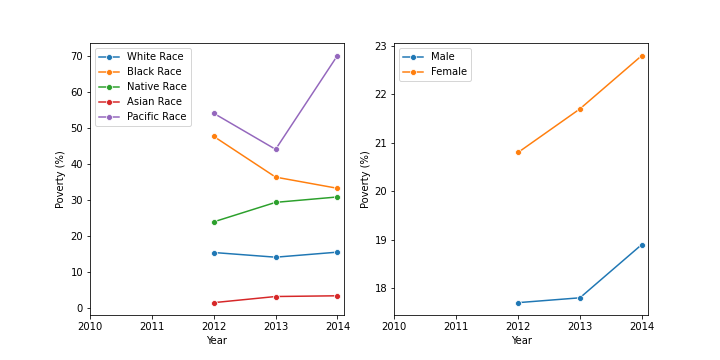 White Race
Black Race
Native Race
Asian Race
Pacific Race
70
60
50
40
30
20
10
0
Poverty (%)
2010 2011 2012 2013 2014
Year
Male
Female
23
22
21
20
19
18
Poverty (%)
2010 2011 2012 2013 2014
Year